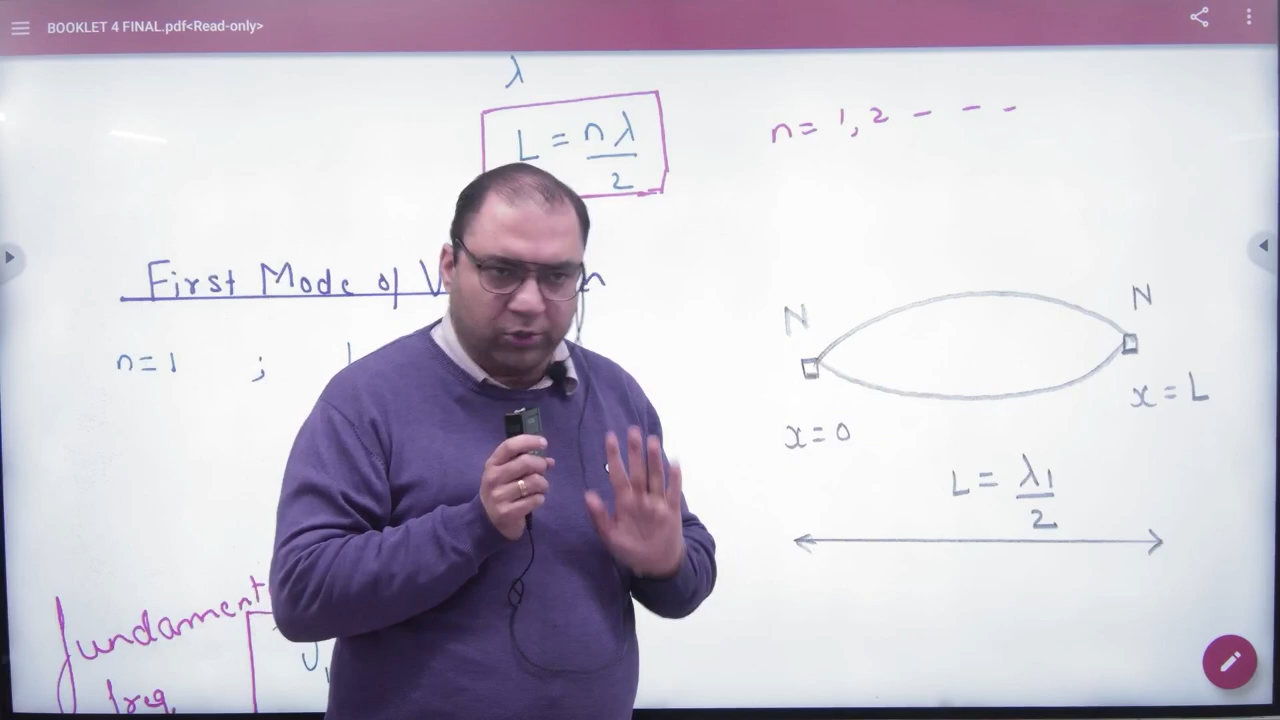 BOOKLET 4 FINAL.pdf<Read-only>
λ
L = nλ/2
n = 1, 2 - - -
First Mode of
n = 1 ;
N N
x = 0
x = L
L = λ1/2
fundament
freq